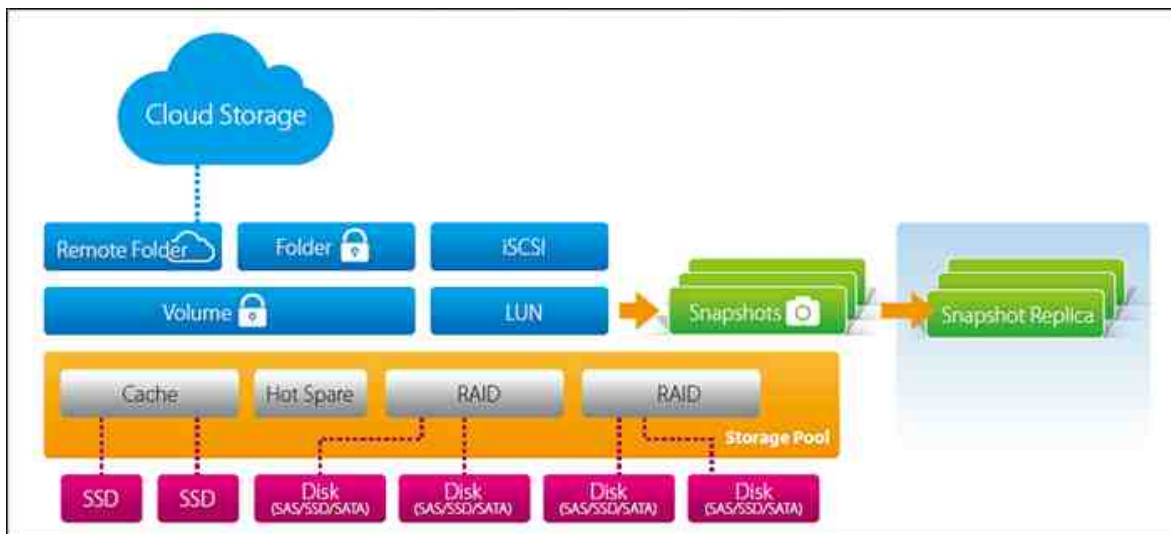 Cloud Storage
Remote Folder
Folder
iSCSI
Volume
LUN
Snapshots
Snapshot Replica
Cache
Hot Spare
RAID
RAID
Storage Pool
SSD
SSD
Disk
(SAS/SSD/SATA)
Disk
(SAS/SSD/SATA)
Disk
(SAS/SSD/SATA)
Disk
(SAS/SSD/SATA)